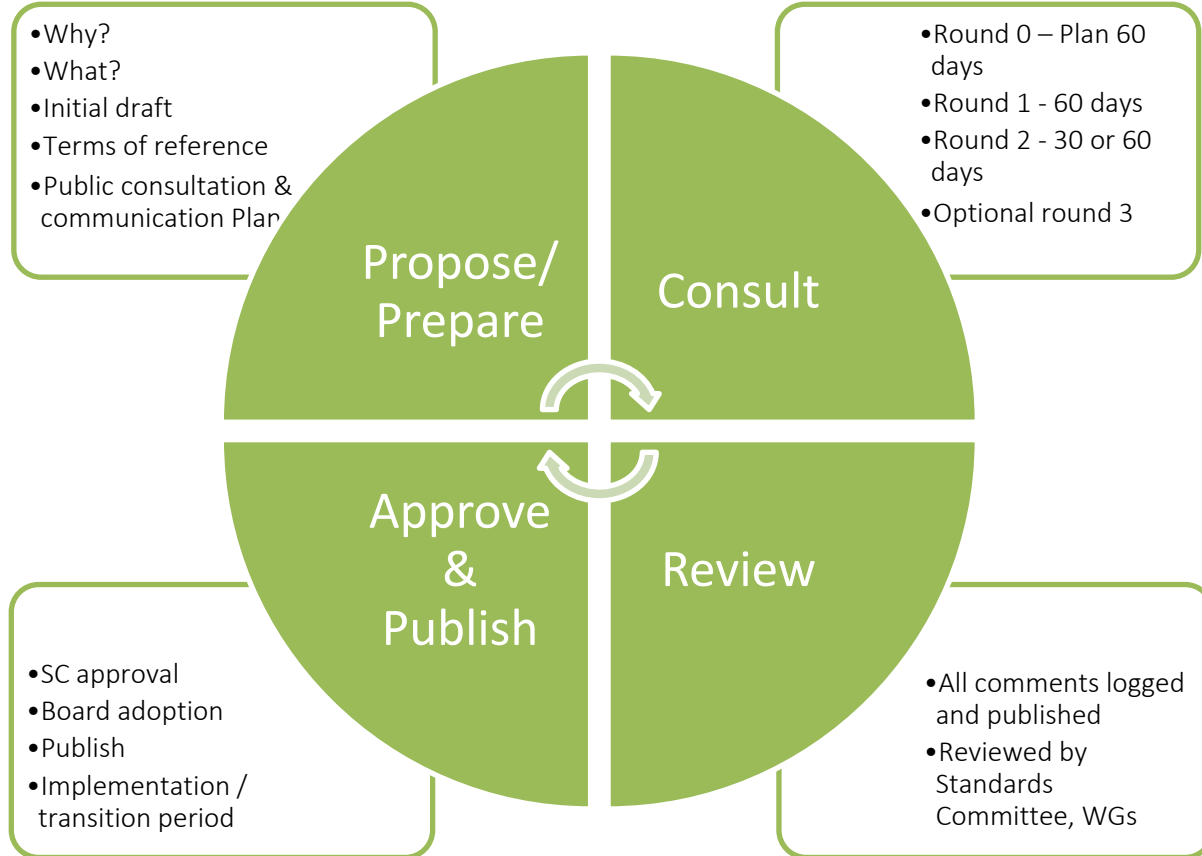 •Why?
•What?
•Initial draft
•Terms of reference
•Public consultation &
communication Plan
•Round 0 – Plan 60
days
•Round 1 - 60 days
•Round 2 - 30 or 60
days
•Optional round 3
Propose/
Prepare
Consult
Approve
&
Publish
Review
•SC approval
•Board adoption
•Publish
•Implementation /
transition period
•All comments logged
and published
•Reviewed by
Standards
Committee, WGs